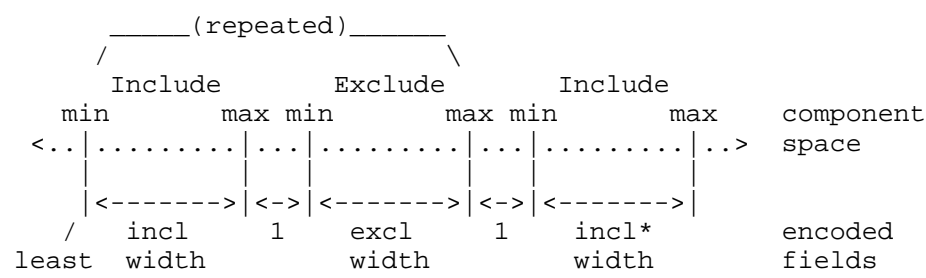 _____(repeated)______
         /                     \
          Include       Exclude       Include
       min       max min       max min       max   component
     <..|.........|...|.........|...|.........|..> space
        |         |   |         |   |         |
        |<------->|<->|<------->|<->|<------->|
       /   incl     1    excl     1    incl*       encoded
    least  width         width         width       fields